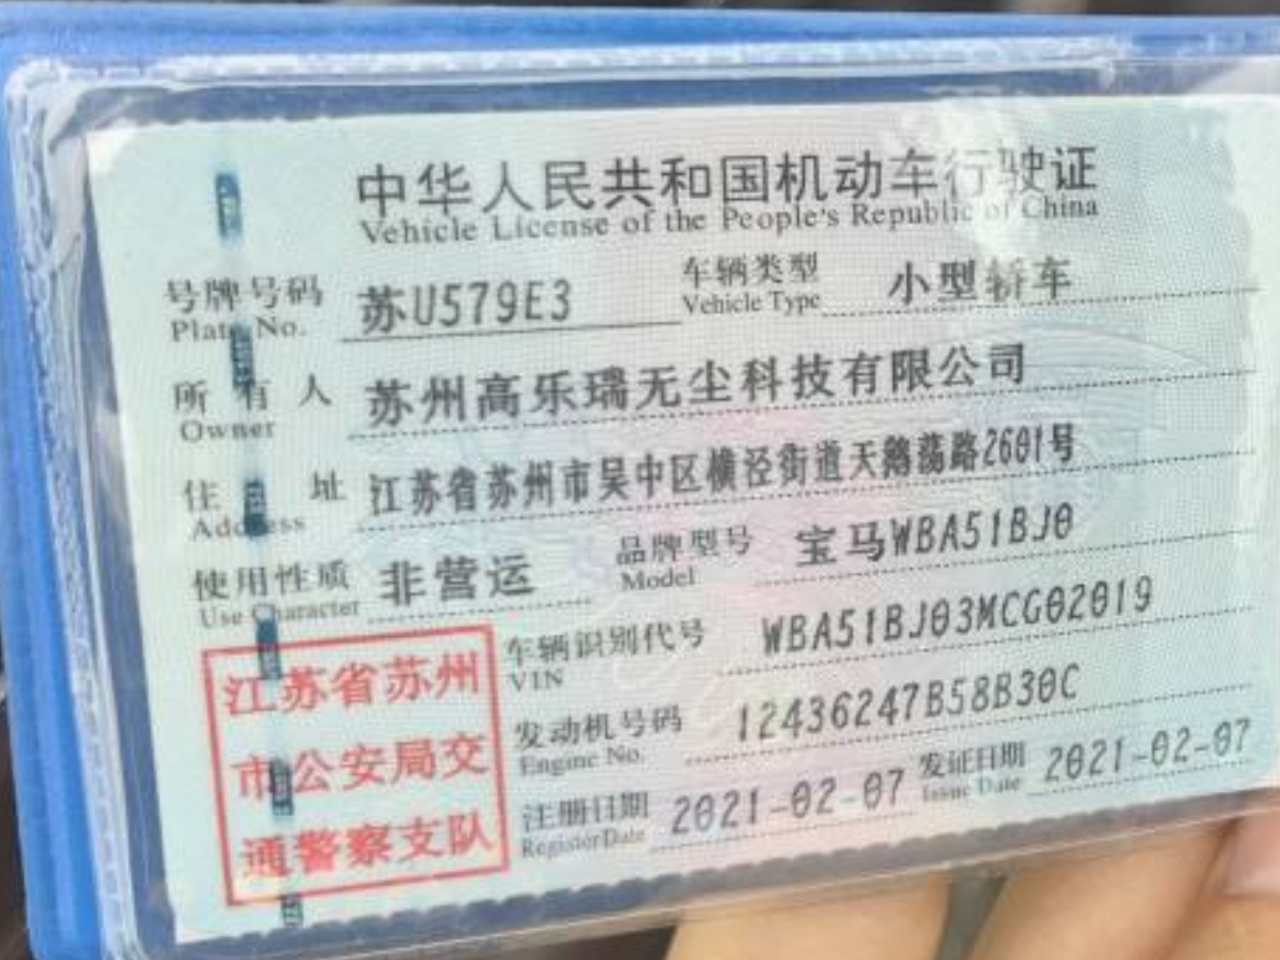 中华人民共和国机动车行驶证
Vehicle License of the People's Republic of China
号牌号码 苏U579E3 车辆类型 小型轿车
Plate No. Vehicle Type
所有人 苏州高乐瑞无尘科技有限公司
Owner
住址 江苏省苏州市吴中区横泾街道天鹅荡路2601号
Address
使用性质 非营运 品牌型号 宝马WBA51BJ0
Use Character Model
江苏省苏州
市公安局交
通警察支队
车辆识别代号 WBA51BJ03MCG02019
VIN
发动机号码 12436247B58B30C
Engine No.
注册日期 2021-02-07 发证日期 2021-02-07
Register Date Issue Date